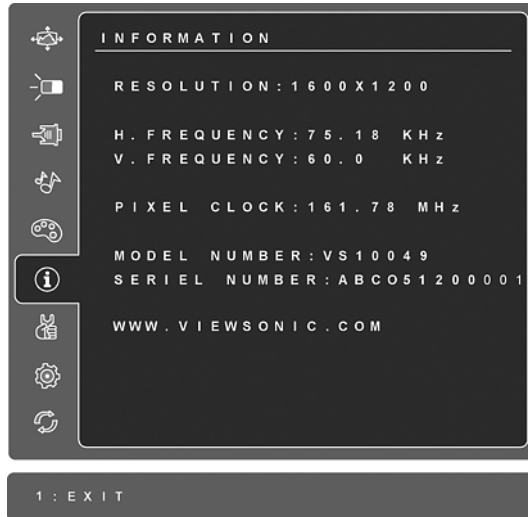 INFORMATION
RESOLUTION:1600X1200
H.FREQUENCY:75.18 KHz
V.FREQUENCY:60.0 KHz
PIXEL CLOCK:161.78 MHz
MODEL NUMBER:VS10049
SERIEL NUMBER:ABCO51200001
WWW.VIEWSONIC.COM
1:EXIT